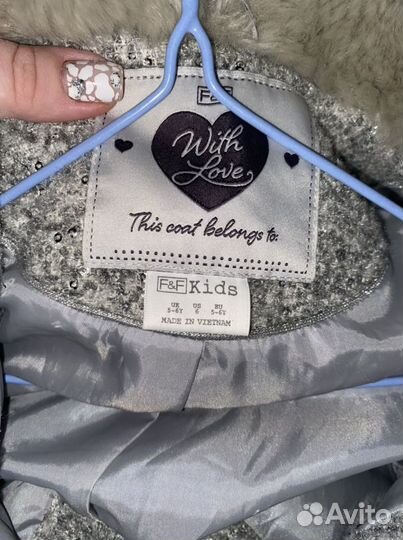 F&F
With
Love
This coat belongs to:
F&F Kids
UK US EU
5-6Y 6 5-6Y
MADE IN VIETNAM
Avito